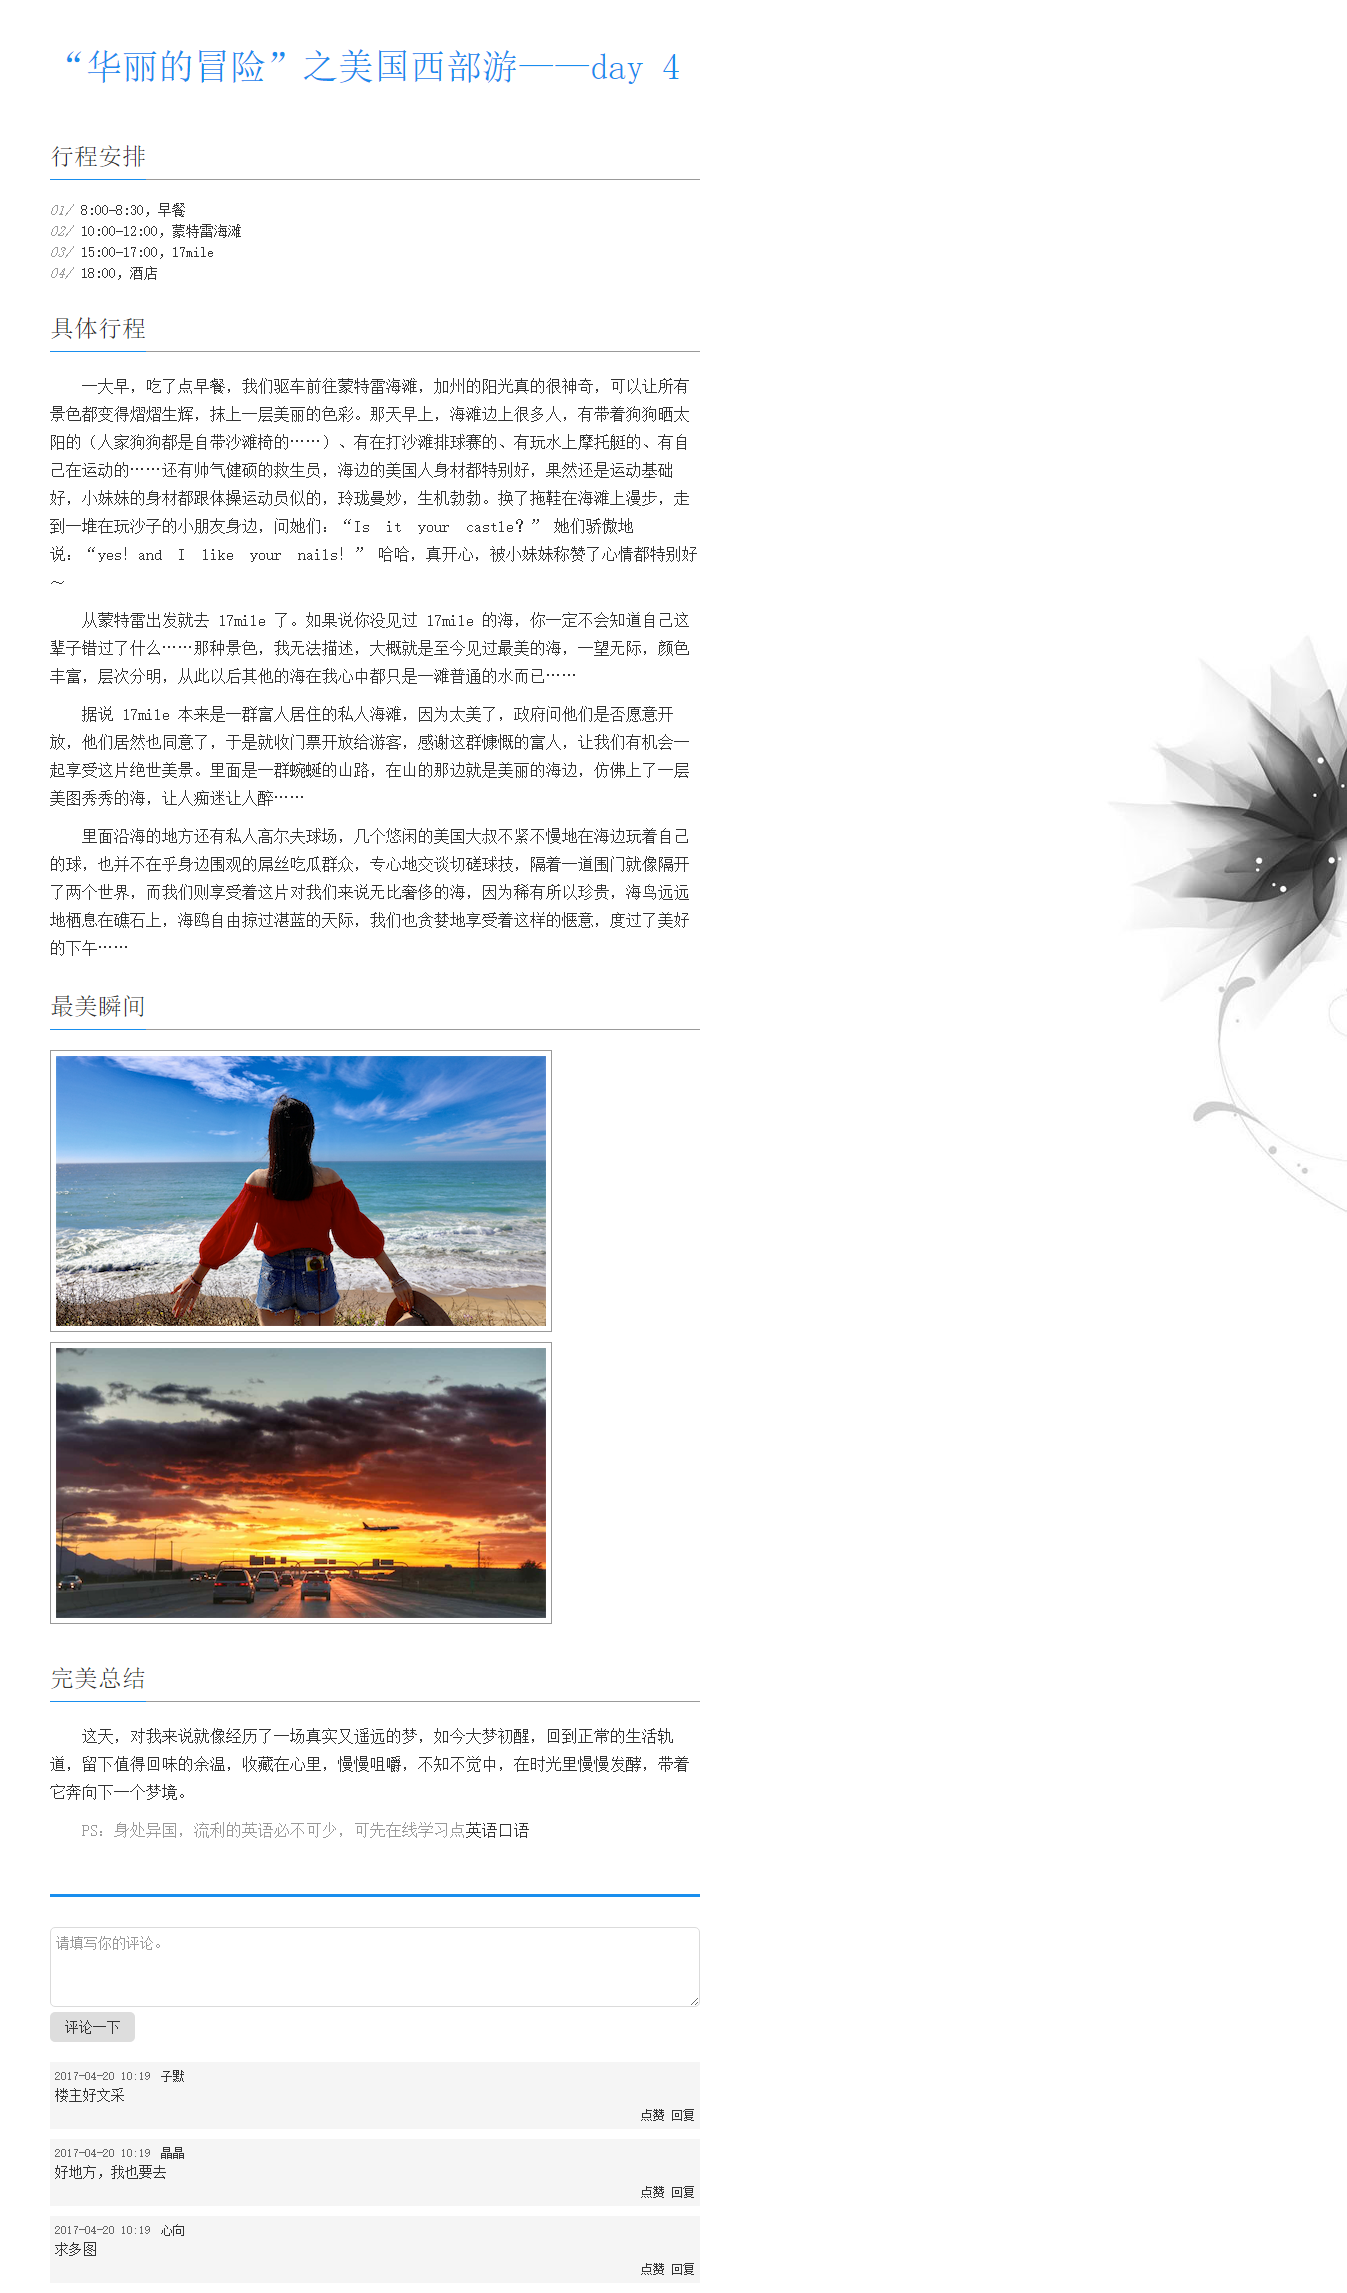 “华丽的冒险”之美国西部游——day 4
行程安排
01/ 8:00-8:30，早餐
02/ 10:00-12:00，蒙特雷海滩
03/ 15:00-17:00，17mile
04/ 18:00，酒店
具体行程
一大早，吃了点早餐，我们驱车前往蒙特雷海滩，加州的阳光真的很神奇，可以让所有
景色都变得熠熠生辉，抹上一层美丽的色彩。那天早上，海滩边上很多人，有带着狗狗晒太
阳的（人家狗狗都是自带沙滩椅的……）、有在打沙滩排球赛的、有玩水上摩托艇的、有自
己在运动的……还有帅气健硕的救生员，海边的美国人身材都特别好，果然还是运动基础
好，小妹妹的身材都跟体操运动员似的，玲珑曼妙，生机勃勃。换了拖鞋在海滩上漫步，走
到一堆在玩沙子的小朋友身边，问她们：“Is it your castle？” 她们骄傲地
说：“yes！and I like your nails！” 哈哈，真开心，被小妹妹称赞了心情都特别好
～
从蒙特雷出发就去 17mile 了。如果说你没见过 17mile 的海，你一定不会知道自己这
辈子错过了什么……那种景色，我无法描述，大概就是至今见过最美的海，一望无际，颜色
丰富，层次分明，从此以后其他的海在我心中都只是一滩普通的水而已……
据说 17mile 本来是一群富人居住的私人海滩，因为太美了，政府问他们是否愿意开
放，他们居然也同意了，于是就收门票开放给游客，感谢这群慷慨的富人，让我们有机会一
起享受这片绝世美景。里面是一群蜿蜒的山路，在山的那边就是美丽的海边，仿佛上了一层
美图秀秀的海，让人痴迷让人醉……
里面沿海的地方还有私人高尔夫球场，几个悠闲的美国大叔不紧不慢地在海边玩着自己
的球，也并不在乎身边围观的屌丝吃瓜群众，专心地交谈切磋球技，隔着一道围门就像隔开
了两个世界，而我们则享受着这片对我们来说无比奢侈的海，因为稀有所以珍贵，海鸟远远
地栖息在礁石上，海鸥自由掠过湛蓝的天际，我们也贪婪地享受着这样的惬意，度过了美好
的下午……
最美瞬间
完美总结
这天，对我来说就像经历了一场真实又遥远的梦，如今大梦初醒，回到正常的生活轨
道，留下值得回味的余温，收藏在心里，慢慢咀嚼，不知不觉中，在时光里慢慢发酵，带着
它奔向下一个梦境。
PS：身处异国，流利的英语必不可少，可先在线学习点英语口语
请填写你的评论。
评论一下
2017-04-20 10:19 子默
楼主好文采
点赞 回复
2017-04-20 10:19 晶晶
好地方，我也要去
点赞 回复
2017-04-20 10:19 心向
求多图
点赞 回复